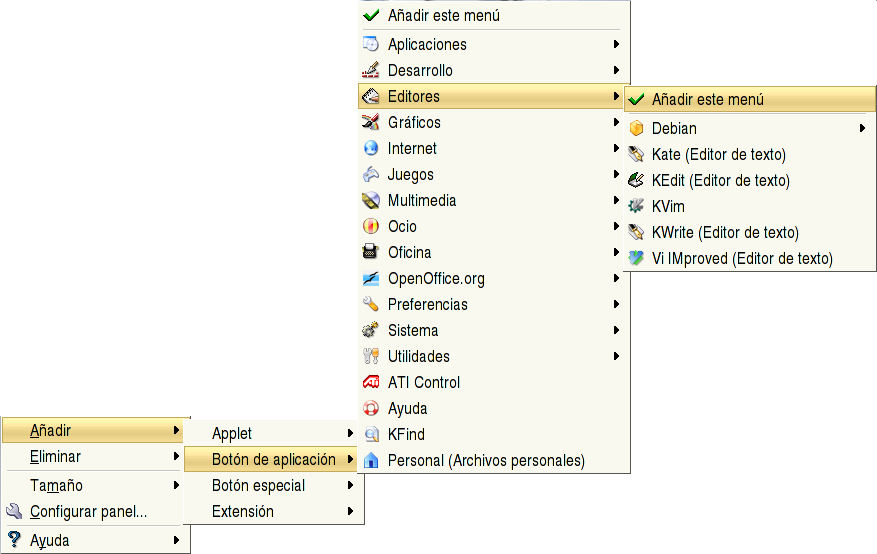 Añadir
Eliminar
Tamaño
Configurar panel...
Ayuda
Applet
Botón de aplicación
Botón especial
Extensión
Añadir este menú
Aplicaciones
Desarrollo
Editores
Gráficos
Internet
Juegos
Multimedia
Ocio
Oficina
OpenOffice.org
Preferencias
Sistema
Utilidades
ATI Control
Ayuda
KFind
Personal (Archivos personales)
Añadir este menú
Debian
Kate (Editor de texto)
KEdit (Editor de texto)
KVim
KWrite (Editor de texto)
Vi IMproved (Editor de texto)